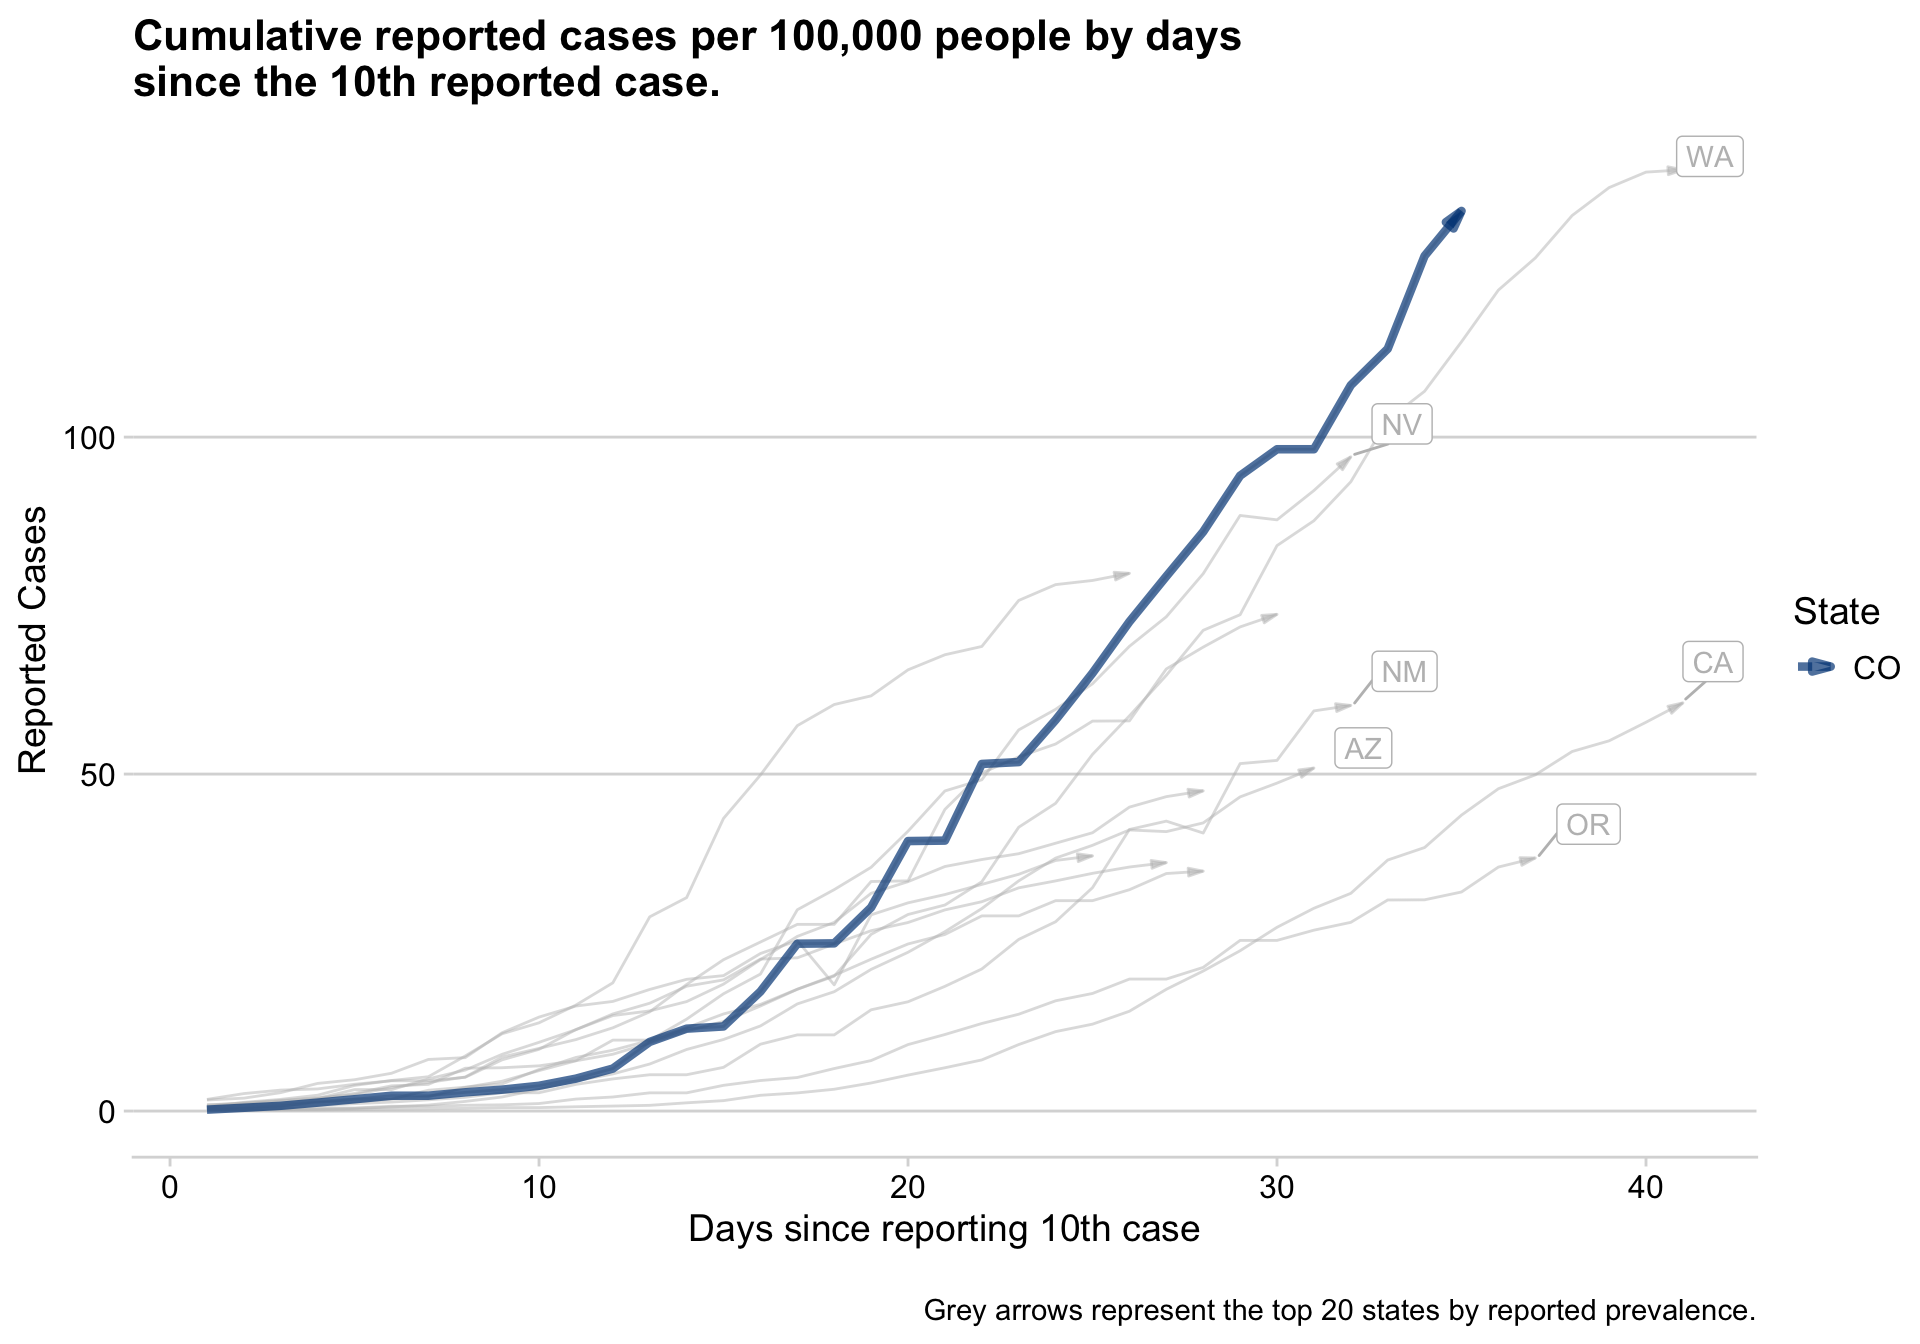 Cumulative reported cases per 100,000 people by days
since the 10th reported case.
WA
NV
100
Reported Cases
State
CO
NM
CA
AZ
50
OR
0
0 10 20 30 40
Days since reporting 10th case
Grey arrows represent the top 20 states by reported prevalence.